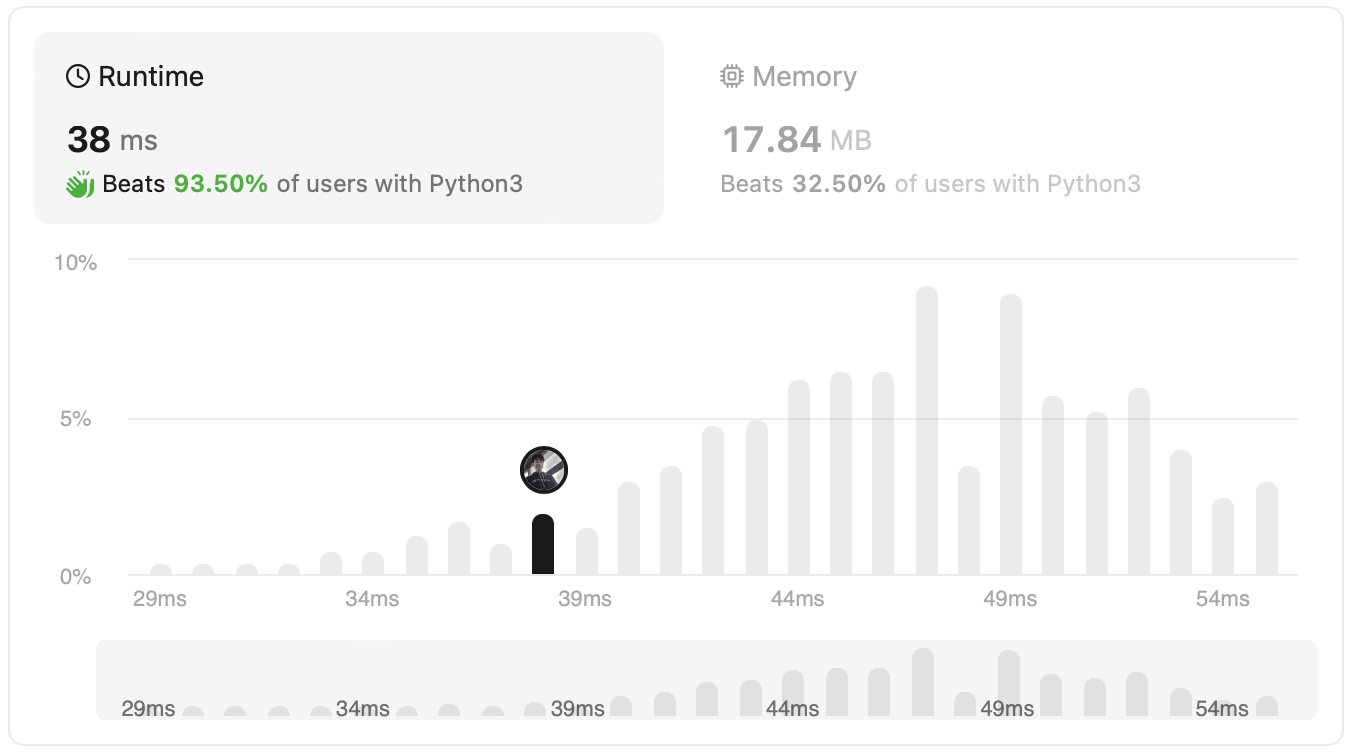 Runtime
38 ms
Beats 93.50% of users with Python3
Memory
17.84 MB
Beats 32.50% of users with Python3
10%
5%
0%
29ms 34ms 39ms 44ms 49ms 54ms
29ms 34ms 39ms 44ms 49ms 54ms